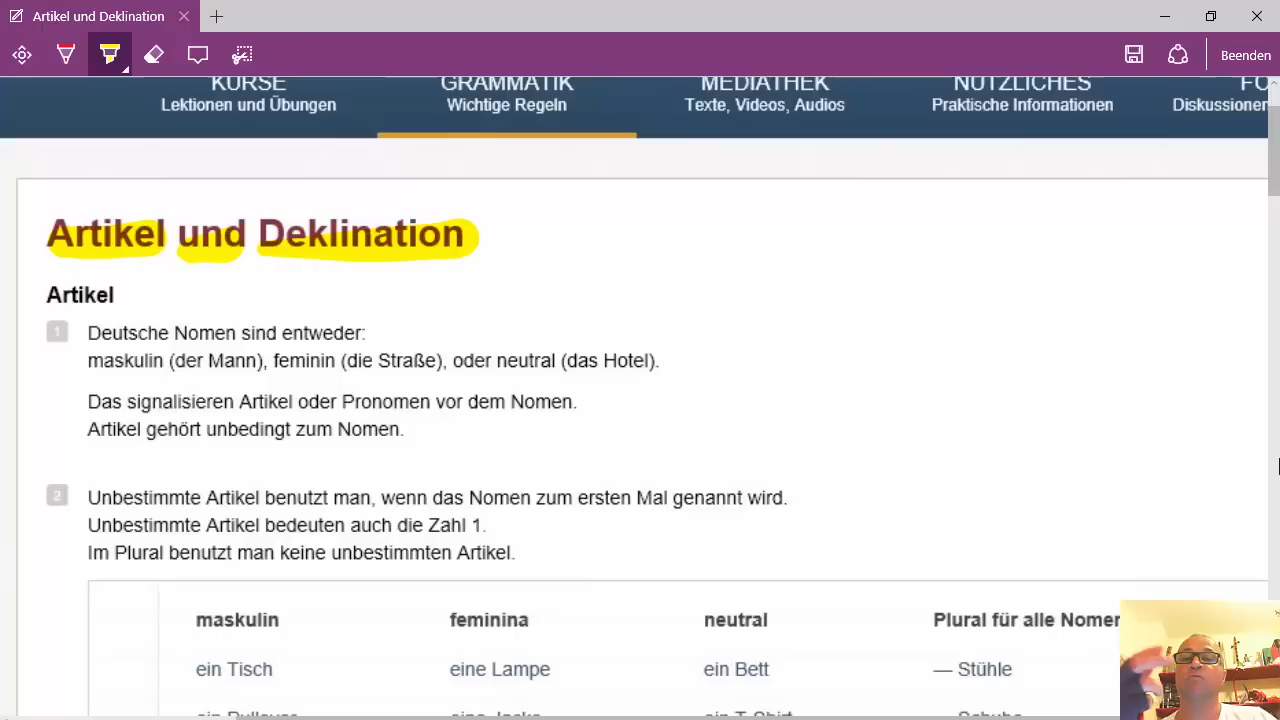 Artikel und Deklination
Beenden
KURSE
GRAMMATIK
MEDIATHEK
NÜTZLICHES
Lektionen und Übungen
Wichtige Regeln
Texte, Videos, Audios
Praktische Informationen
Artikel und Deklination
Artikel
1
Deutsche Nomen sind entweder:
maskulin (der Mann), feminin (die Straße), oder neutral (das Hotel).
Das signalisieren Artikel oder Pronomen vor dem Nomen.
Artikel gehört unbedingt zum Nomen.
2
Unbestimmte Artikel benutzt man, wenn das Nomen zum ersten Mal genannt wird.
Unbestimmte Artikel bedeuten auch die Zahl 1.
Im Plural benutzt man keine unbestimmten Artikel.
maskulin feminina neutral Plural für alle
ein Tisch eine Lampe ein Bett — Stühle